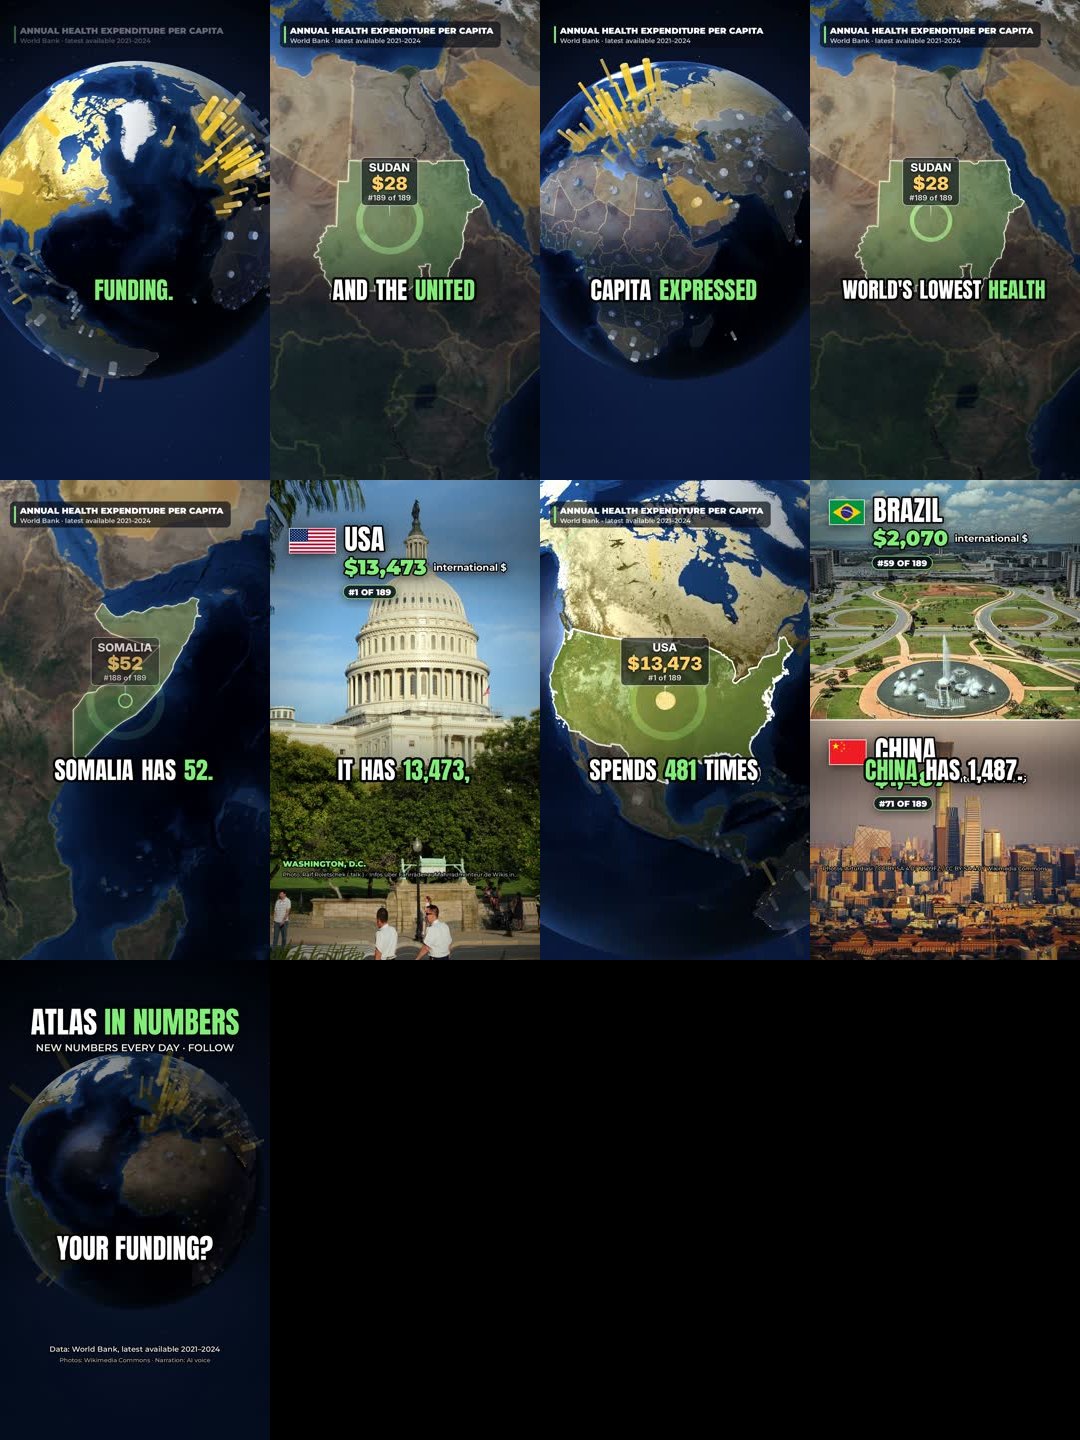 ANNUAL HEALTH EXPENDITURE PER CAPITA
World Bank · latest available 2021–2024
FUNDING.
ANNUAL HEALTH EXPENDITURE PER CAPITA
World Bank · latest available 2021–2024
SUDAN
$28
#189 of 189
AND THE UNITED
ANNUAL HEALTH EXPENDITURE PER CAPITA
World Bank · latest available 2021–2024
CAPITA EXPRESSED
ANNUAL HEALTH EXPENDITURE PER CAPITA
World Bank · latest available 2021–2024
SUDAN
$28
#189 of 189
WORLD'S LOWEST HEALTH
ANNUAL HEALTH EXPENDITURE PER CAPITA
World Bank · latest available 2021–2024
SOMALIA
$52
#188 of 189
SOMALIA HAS 52.
USA
$13,473 international $
#1 OF 189
IT HAS 13,473,
WASHINGTON, D.C.
ANNUAL HEALTH EXPENDITURE PER CAPITA
World Bank · latest available 2021–2024
USA
$13,473
#1 of 189
SPENDS 481 TIMES
BRAZIL
$2,070 international $
#59 OF 189
CHINA
CHINA HAS 1,487.
#71 OF 189
ATLAS IN NUMBERS
NEW NUMBERS EVERY DAY · FOLLOW
YOUR FUNDING?
Data: World Bank, latest available 2021–2024
Photos: Wikimedia Commons · Narration: AI voice